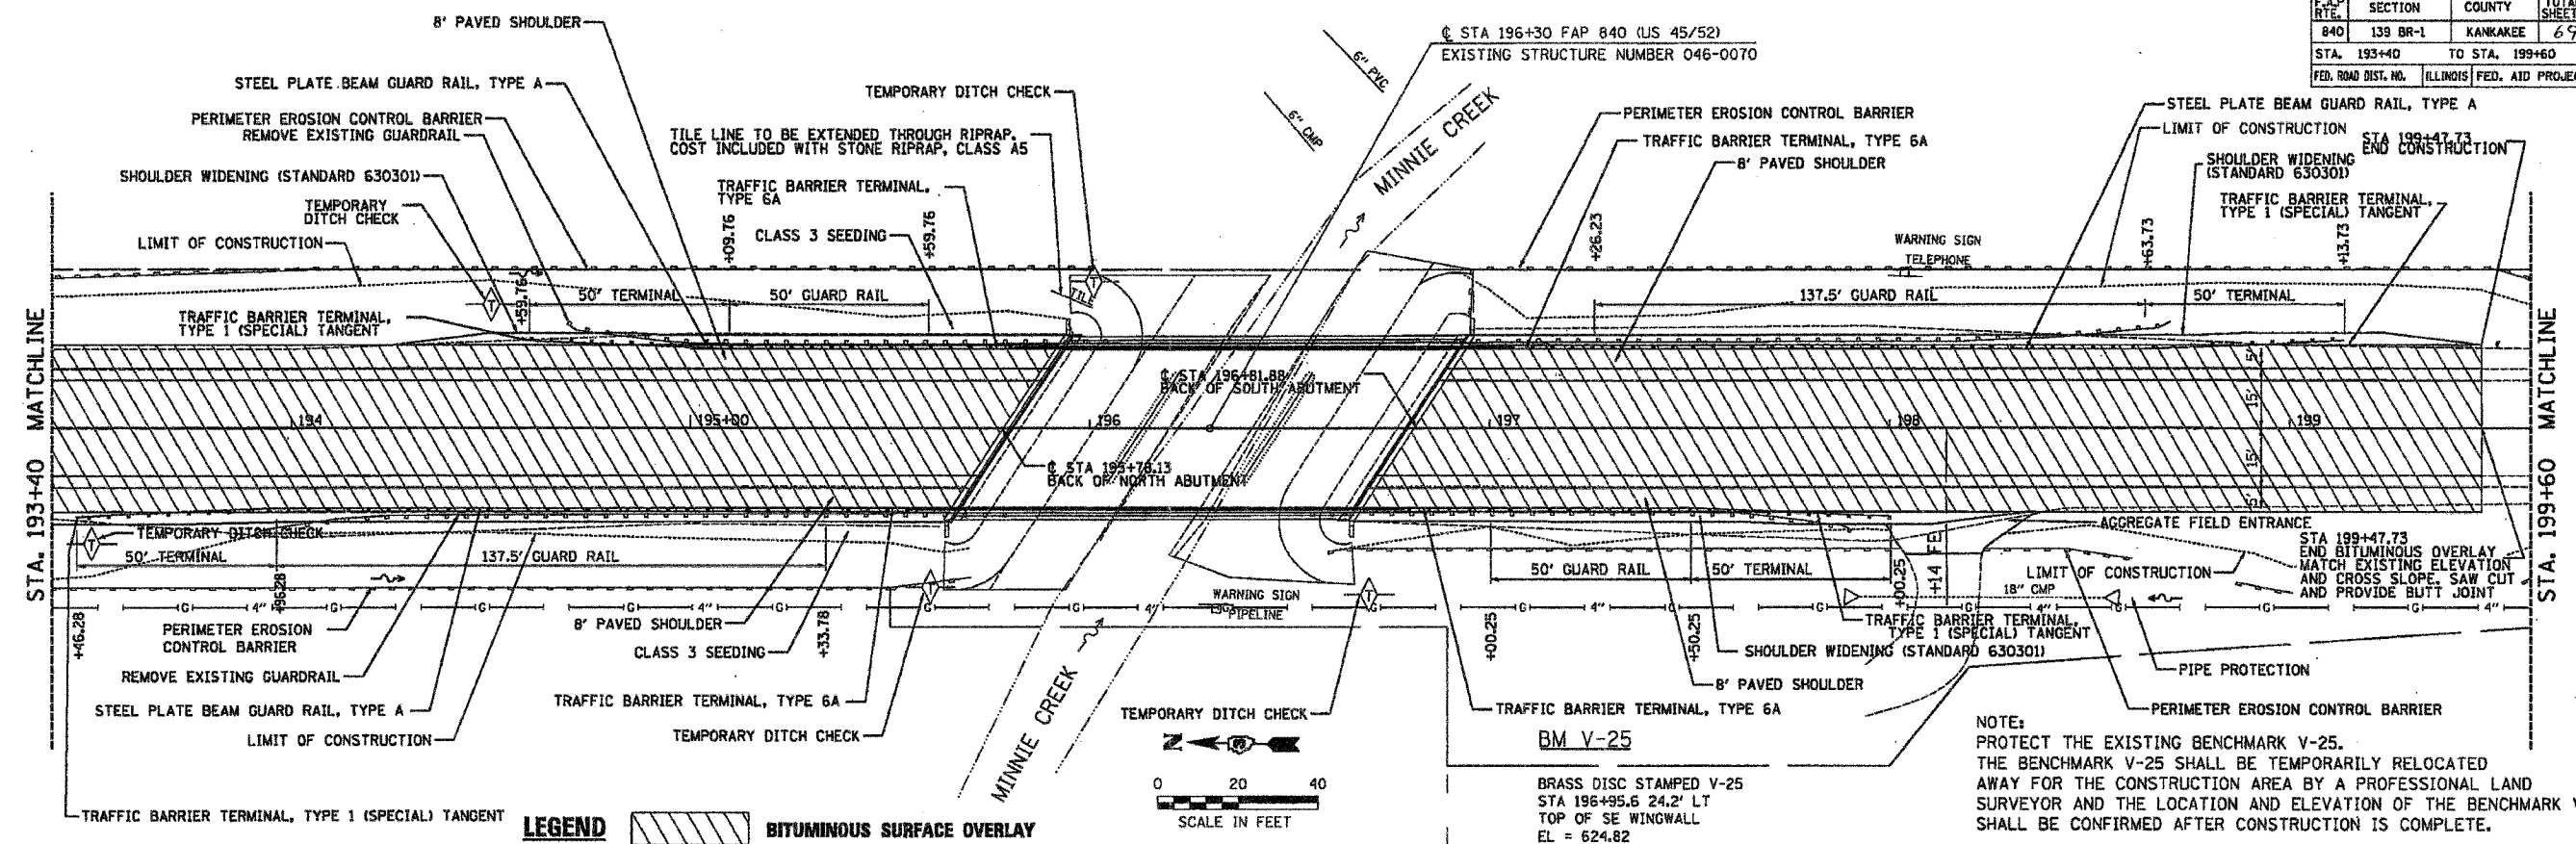 8' PAVED SHOULDER
STEEL PLATE BEAM GUARD RAIL, TYPE A
PERIMETER EROSION CONTROL BARRIER
REMOVE EXISTING GUARDRAIL
SHOULDER WIDENING (STANDARD 630301)
TEMPORARY
DITCH CHECK
LIMIT OF CONSTRUCTION
TRAFFIC BARRIER TERMINAL,
TYPE 1 (SPECIAL) TANGENT
TEMPORARY DITCH CHECK
TILE LINE TO BE EXTENDED THROUGH RIPRAP.
COST INCLUDED WITH STONE RIPRAP, CLASS A5
TRAFFIC BARRIER TERMINAL,
TYPE 6A
CLASS 3 SEEDING
+59.76
+09.76
+59.76
50' TERMINAL
50' GUARD RAIL
TILE
T
T
6" PVC
6" CMP
℄ STA 196+30 FAP 840 (US 45/52)
EXISTING STRUCTURE NUMBER 046-0070
MINNIE CREEK
F.A.P. RTE.
SECTION
COUNTY
TOTAL SHEET
840
139 BR-1
KANKAKEE
69
STA. 193+40 TO STA. 199+60
FED. ROAD DIST. NO.
ILLINOIS
FED. AID PROJE
PERIMETER EROSION CONTROL BARRIER
TRAFFIC BARRIER TERMINAL, TYPE 6A
8' PAVED SHOULDER
STEEL PLATE BEAM GUARD RAIL, TYPE A
LIMIT OF CONSTRUCTION
STA 199+47.73
END CONSTRUCTION
SHOULDER WIDENING
(STANDARD 630301)
TRAFFIC BARRIER TERMINAL,
TYPE 1 (SPECIAL) TANGENT
+26.23
WARNING SIGN
TELEPHONE
+63.73
+13.73
137.5' GUARD RAIL
50' TERMINAL
STA. 193+40 MATCHLINE
194
195+00
196
197
198
199
℄ STA 196+81.88
BACK OF SOUTH ABUTMENT
℄ STA 195+78.13
BACK OF NORTH ABUTMENT
5'
15'
15'
5'
STA. 199+60 MATCHLINE
T
TEMPORARY DITCH CHECK
50' TERMINAL
137.5' GUARD RAIL
+46.28
+96.28
+33.78
G 4" G G 4" G G 4" G
PERIMETER EROSION
CONTROL BARRIER
REMOVE EXISTING GUARDRAIL
STEEL PLATE BEAM GUARD RAIL, TYPE A
LIMIT OF CONSTRUCTION
TRAFFIC BARRIER TERMINAL, TYPE 1 (SPECIAL) TANGENT
8' PAVED SHOULDER
CLASS 3 SEEDING
TRAFFIC BARRIER TERMINAL, TYPE 6A
TEMPORARY DITCH CHECK
T
MINNIE CREEK
WARNING SIGN
PIPELINE
T
TEMPORARY DITCH CHECK
50' GUARD RAIL
50' TERMINAL
+00.25
+50.25
+00.25
+14 FE
AGGREGATE FIELD ENTRANCE
LIMIT OF CONSTRUCTION
18" CMP
STA 199+47.73
END BITUMINOUS OVERLAY
MATCH EXISTING ELEVATION
AND CROSS SLOPE. SAW CUT
AND PROVIDE BUTT JOINT
G 4" G G 4"
TRAFFIC BARRIER TERMINAL,
TYPE 1 (SPECIAL) TANGENT
SHOULDER WIDENING (STANDARD 630301)
PIPE PROTECTION
8' PAVED SHOULDER
TRAFFIC BARRIER TERMINAL, TYPE 6A
PERIMETER EROSION CONTROL BARRIER
N
0 20 40
SCALE IN FEET
BM V-25
BRASS DISC STAMPED V-25
STA 196+95.6 24.2' LT
TOP OF SE WINGWALL
EL = 624.82
NOTE:
PROTECT THE EXISTING BENCHMARK V-25.
THE BENCHMARK V-25 SHALL BE TEMPORARILY RELOCATED
AWAY FOR THE CONSTRUCTION AREA BY A PROFESSIONAL LAND
SURVEYOR AND THE LOCATION AND ELEVATION OF THE BENCHMARK V
SHALL BE CONFIRMED AFTER CONSTRUCTION IS COMPLETE.
LEGEND
BITUMINOUS SURFACE OVERLAY